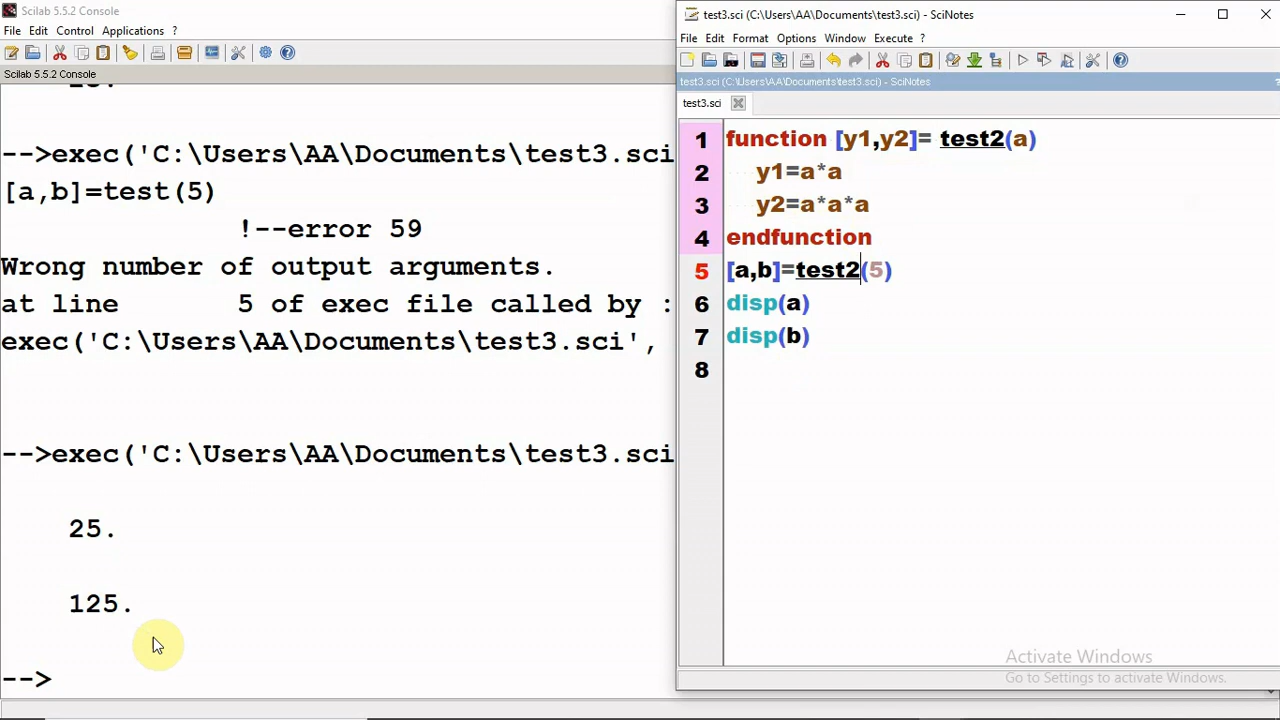 Scilab 5.5.2 Console
File Edit Control Applications ?
Scilab 5.5.2 Console
-->exec('C:\Users\AA\Documents\test3.sci
[a,b]=test(5)
!--error 59
Wrong number of output arguments.
at line 5 of exec file called by :
exec('C:\Users\AA\Documents\test3.sci',
-->exec('C:\Users\AA\Documents\test3.sci
25.
125.
-->
test3.sci (C:\Users\AA\Documents\test3.sci) - SciNotes
File Edit Format Options Window Execute ?
test3.sci (C:\Users\AA\Documents\test3.sci) - SciNotes
test3.sci
1 function [y1,y2]= test2(a)
2 y1=a*a
3 y2=a*a*a
4 endfunction
5 [a,b]=test2(5)
6 disp(a)
7 disp(b)
8
Activate Windows
Go to Settings to activate Windows.